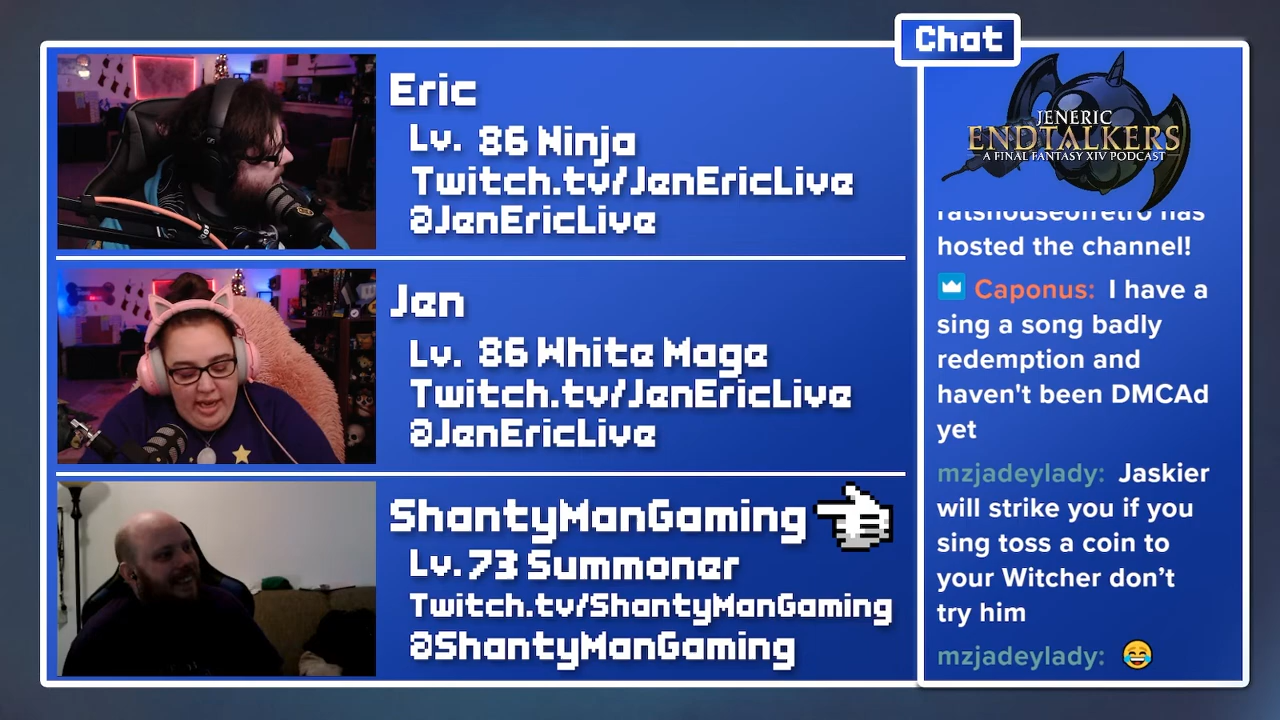 Chat
Eric
Lv. 86 Ninja
Twitch.tv/JenEricLive
@JenEricLive
Jen
Lv. 86 White Mage
Twitch.tv/JenEricLive
@JenEricLive
ShantyManGaming
Lv. 73 Summoner
Twitch.tv/ShantyManGaming
@ShantyManGaming
JENERIC
ENDTALKERS
A FINAL FANTASY XIV PODCAST
ratshouseofretro has
hosted the channel!
Caponus: I have a
sing a song badly
redemption and
haven't been DMCAd
yet
mzjadeylady: Jaskier
will strike you if you
sing toss a coin to
your Witcher don’t
try him
mzjadeylady: 😂